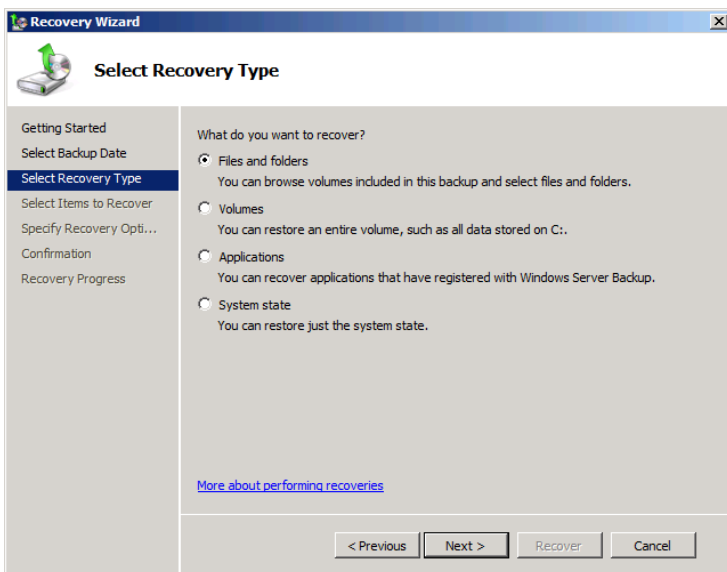 Recovery Wizard
Select Recovery Type
Getting Started
Select Backup Date
Select Recovery Type
Select Items to Recover
Specify Recovery Opti...
Confirmation
Recovery Progress
What do you want to recover?
Files and folders
You can browse volumes included in this backup and select files and folders.
Volumes
You can restore an entire volume, such as all data stored on C:.
Applications
You can recover applications that have registered with Windows Server Backup.
System state
You can restore just the system state.
More about performing recoveries
< Previous Next > Recover Cancel